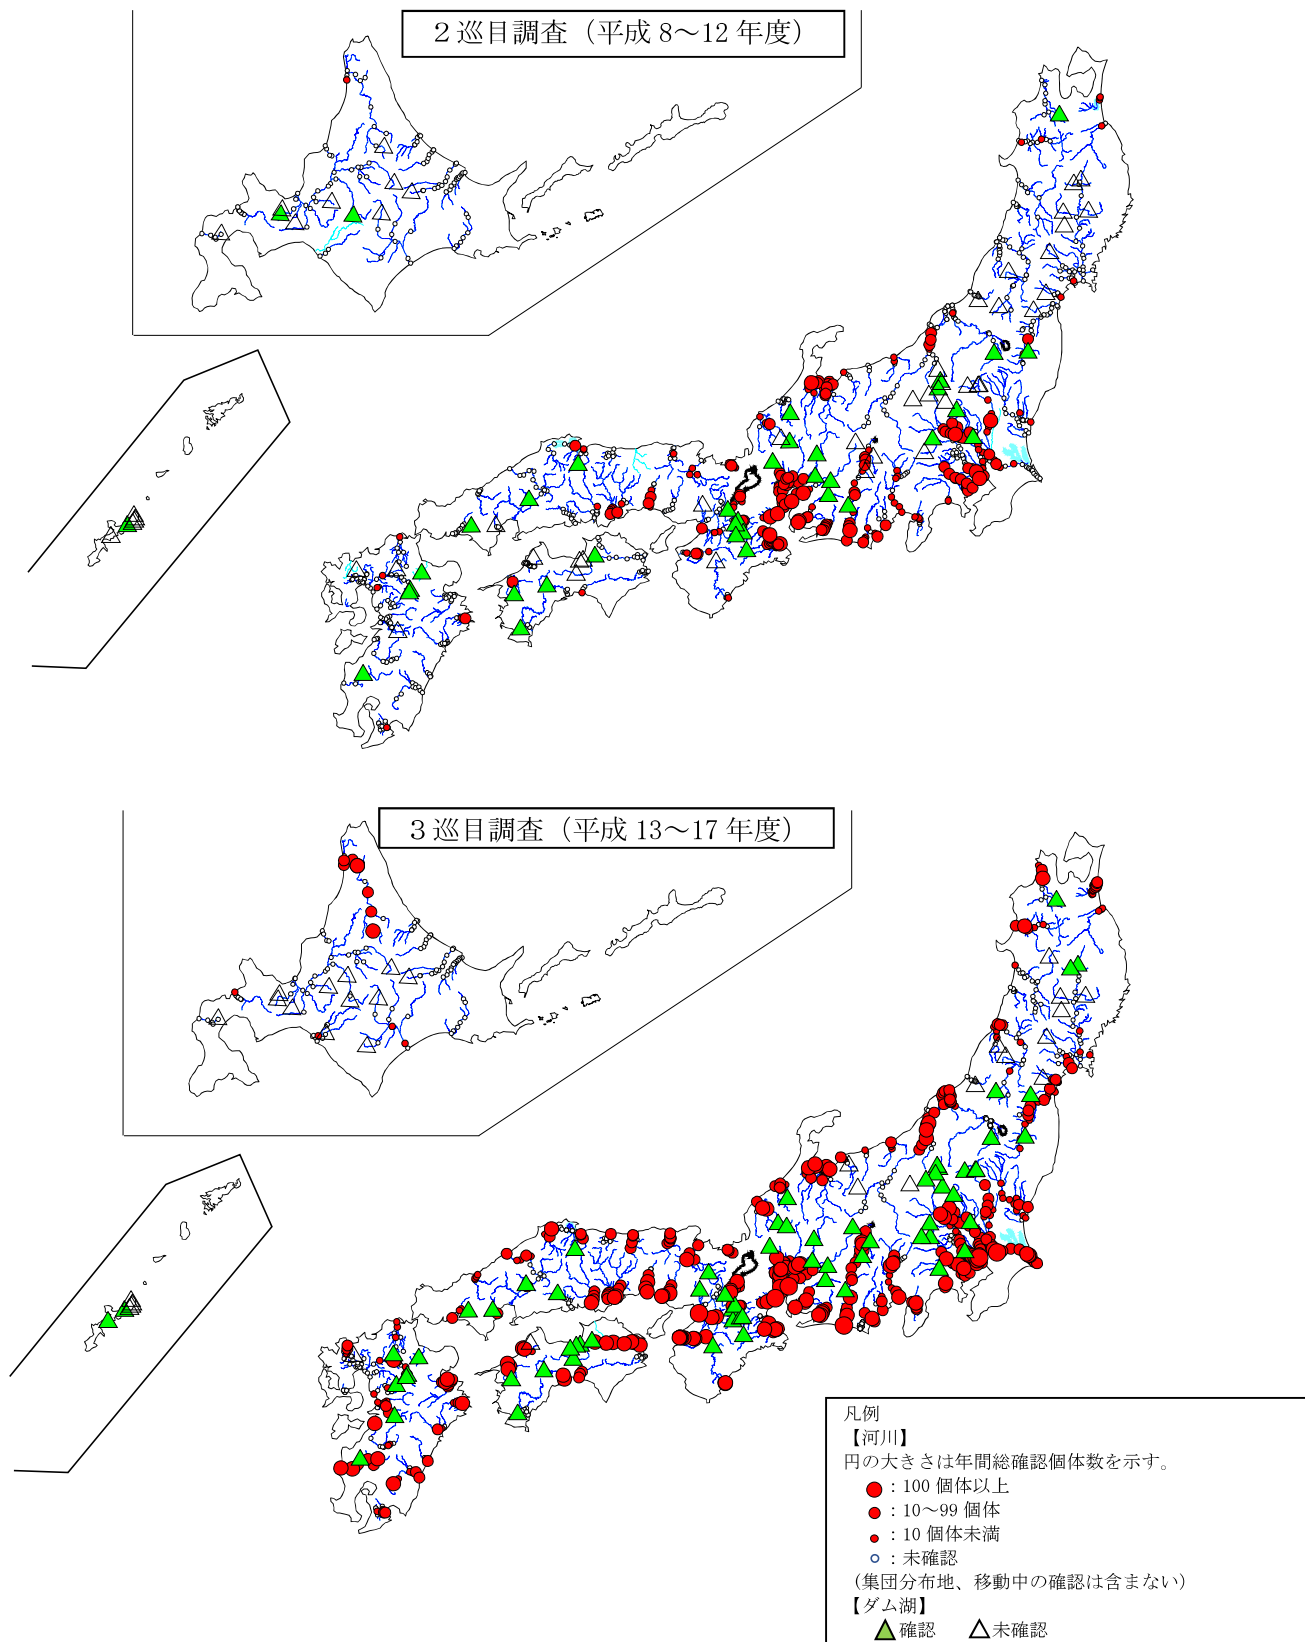 2巡目調査（平成 8～12 年度）
3巡目調査（平成 13～17 年度）
凡例
【河川】
円の大きさは年間総確認個体数を示す。
：100 個体以上
：10～99 個体
：10 個体未満
：未確認
（集団分布地、移動中の確認は含まない）
【ダム湖】
確認 未確認